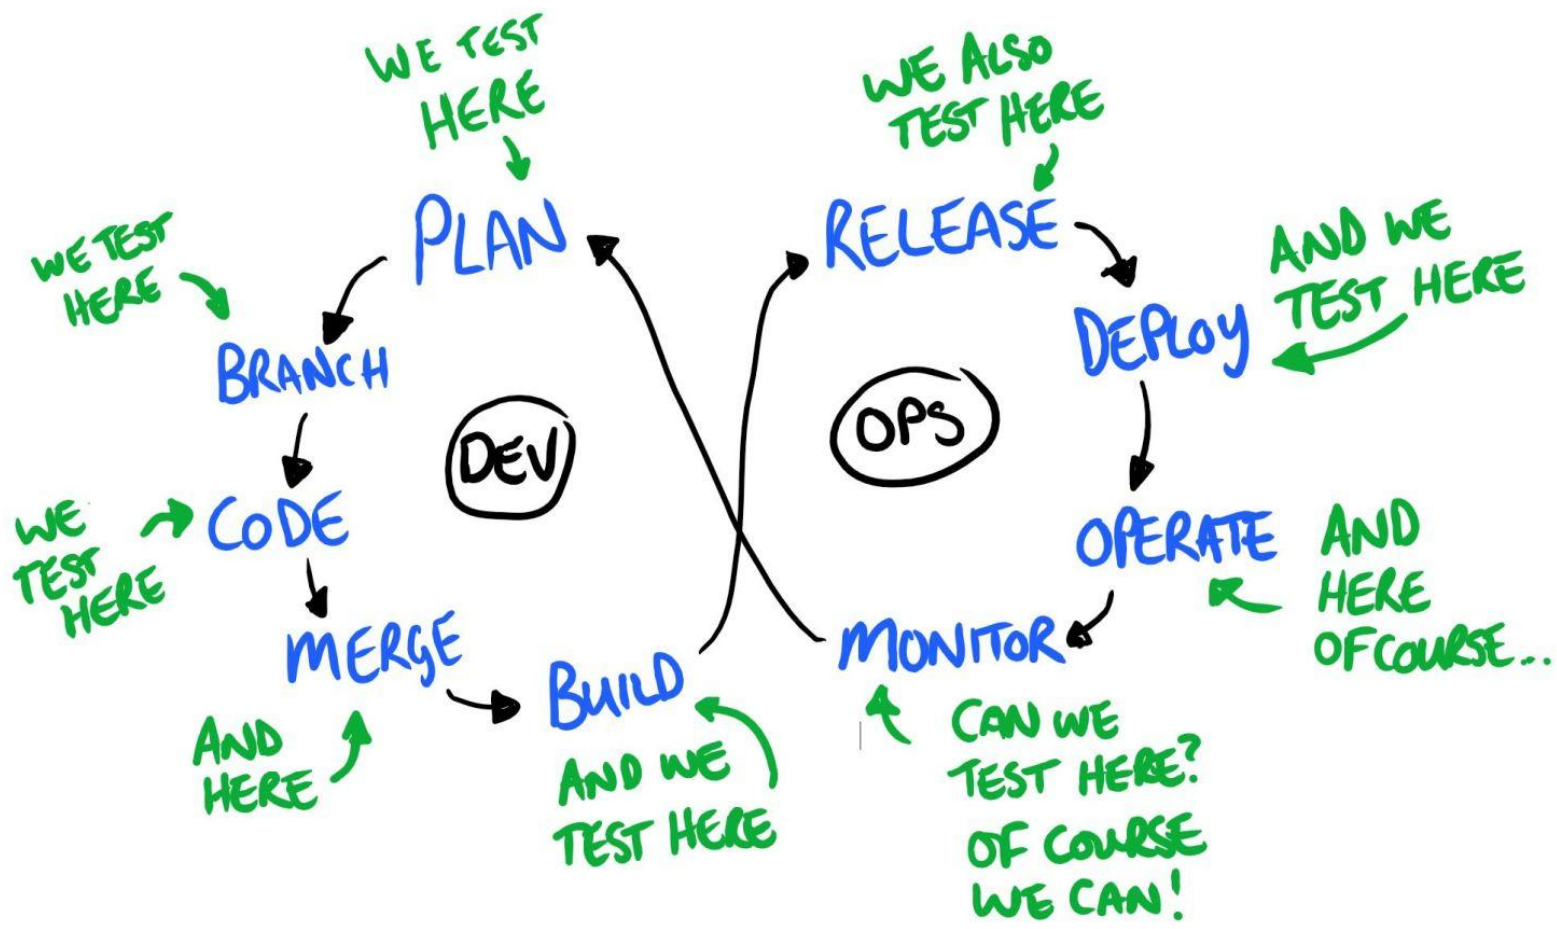 WE TEST
HERE
PLAN
WE TEST
HERE
BRANCH
DEV
WE
TEST
HERE
CODE
MERGE
AND
HERE
BUILD
AND WE
TEST HERE
WE ALSO
TEST HERE
RELEASE
AND WE
TEST HERE
DEPLOY
OPS
OPERATE
AND
HERE
OFCOURSE...
MONITOR
CAN WE
TEST HERE?
OF COURSE
WE CAN!